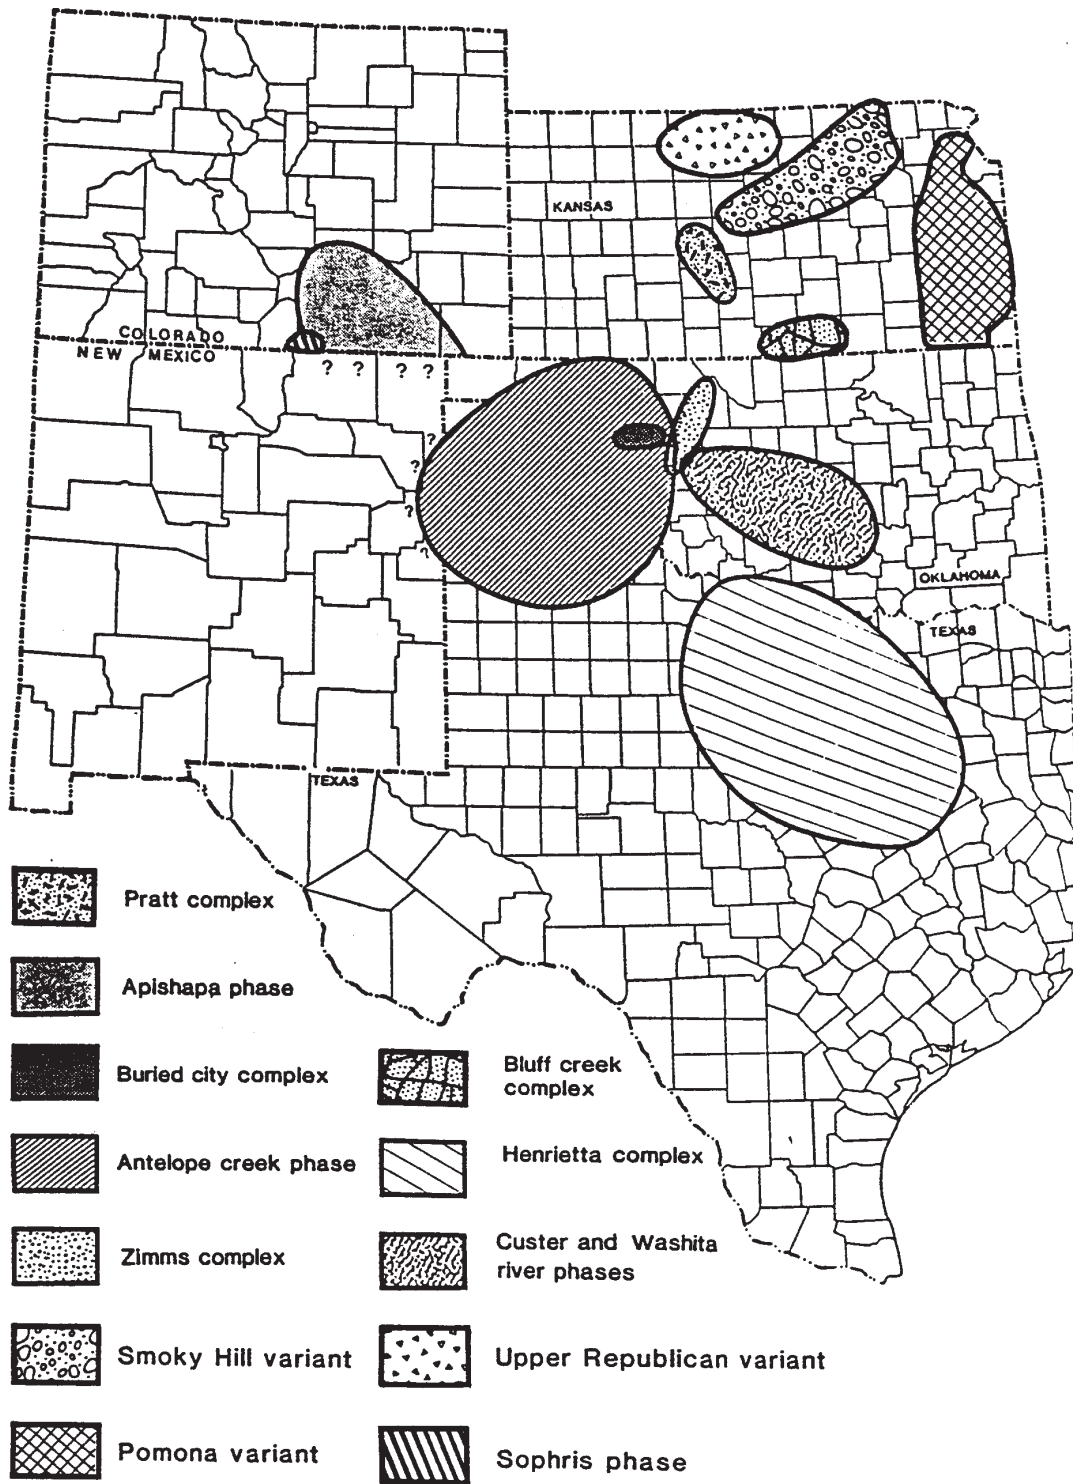 KANSAS
COLORADO
NEW MEXICO
? ? ? ?
?
?
?
?
OKLAHOMA
TEXAS
TEXAS
Pratt complex
Apishapa phase
Buried city complex
Antelope creek phase
Zimms complex
Smoky Hill variant
Pomona variant
Bluff creek
complex
Henrietta complex
Custer and Washita
river phases
Upper Republican variant
Sophris phase